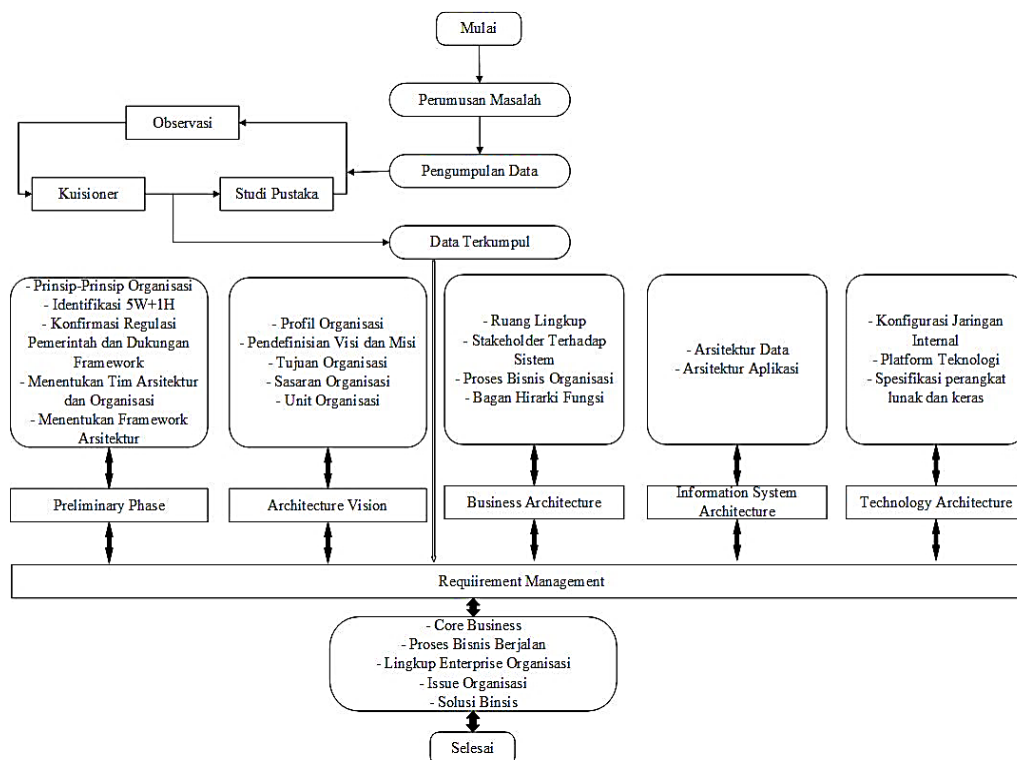 Mulai
Perumusan Masalah
Observasi
Pengumpulan Data
Kuisioner
Studi Pustaka
Data Terkumpul
- Prinsip-Prinsip Organisasi
- Identifikasi 5W+1H
- Konfirmasi Regulasi
Pemerintah dan Dukungan
Framework
- Menentukan Tim Arsitektur
dan Organisasi
- Menentukan Framework
Arsitektur
- Profil Organisasi
- Pendefinisian Visi dan Misi
- Tujuan Organisasi
- Sasaran Organisasi
- Unit Organisasi
- Ruang Lingkup
- Stakeholder Terhadap
Sistem
- Proses Bisnis Organisasi
- Bagan Hirarki Fungsi
- Arsitektur Data
- Arsitektur Aplikasi
- Konfigurasi Jaringan
Internal
- Platform Teknologi
- Spesifikasi perangkat
lunak dan keras
Preliminary Phase
Architecture Vision
Business Architecture
Information System
Architecture
Technology Architecture
Requiirement Management
- Core Business
- Proses Bisnis Berjalan
- Lingkup Enterprise Organisasi
- Issue Organisasi
- Solusi Binsis
Selesai